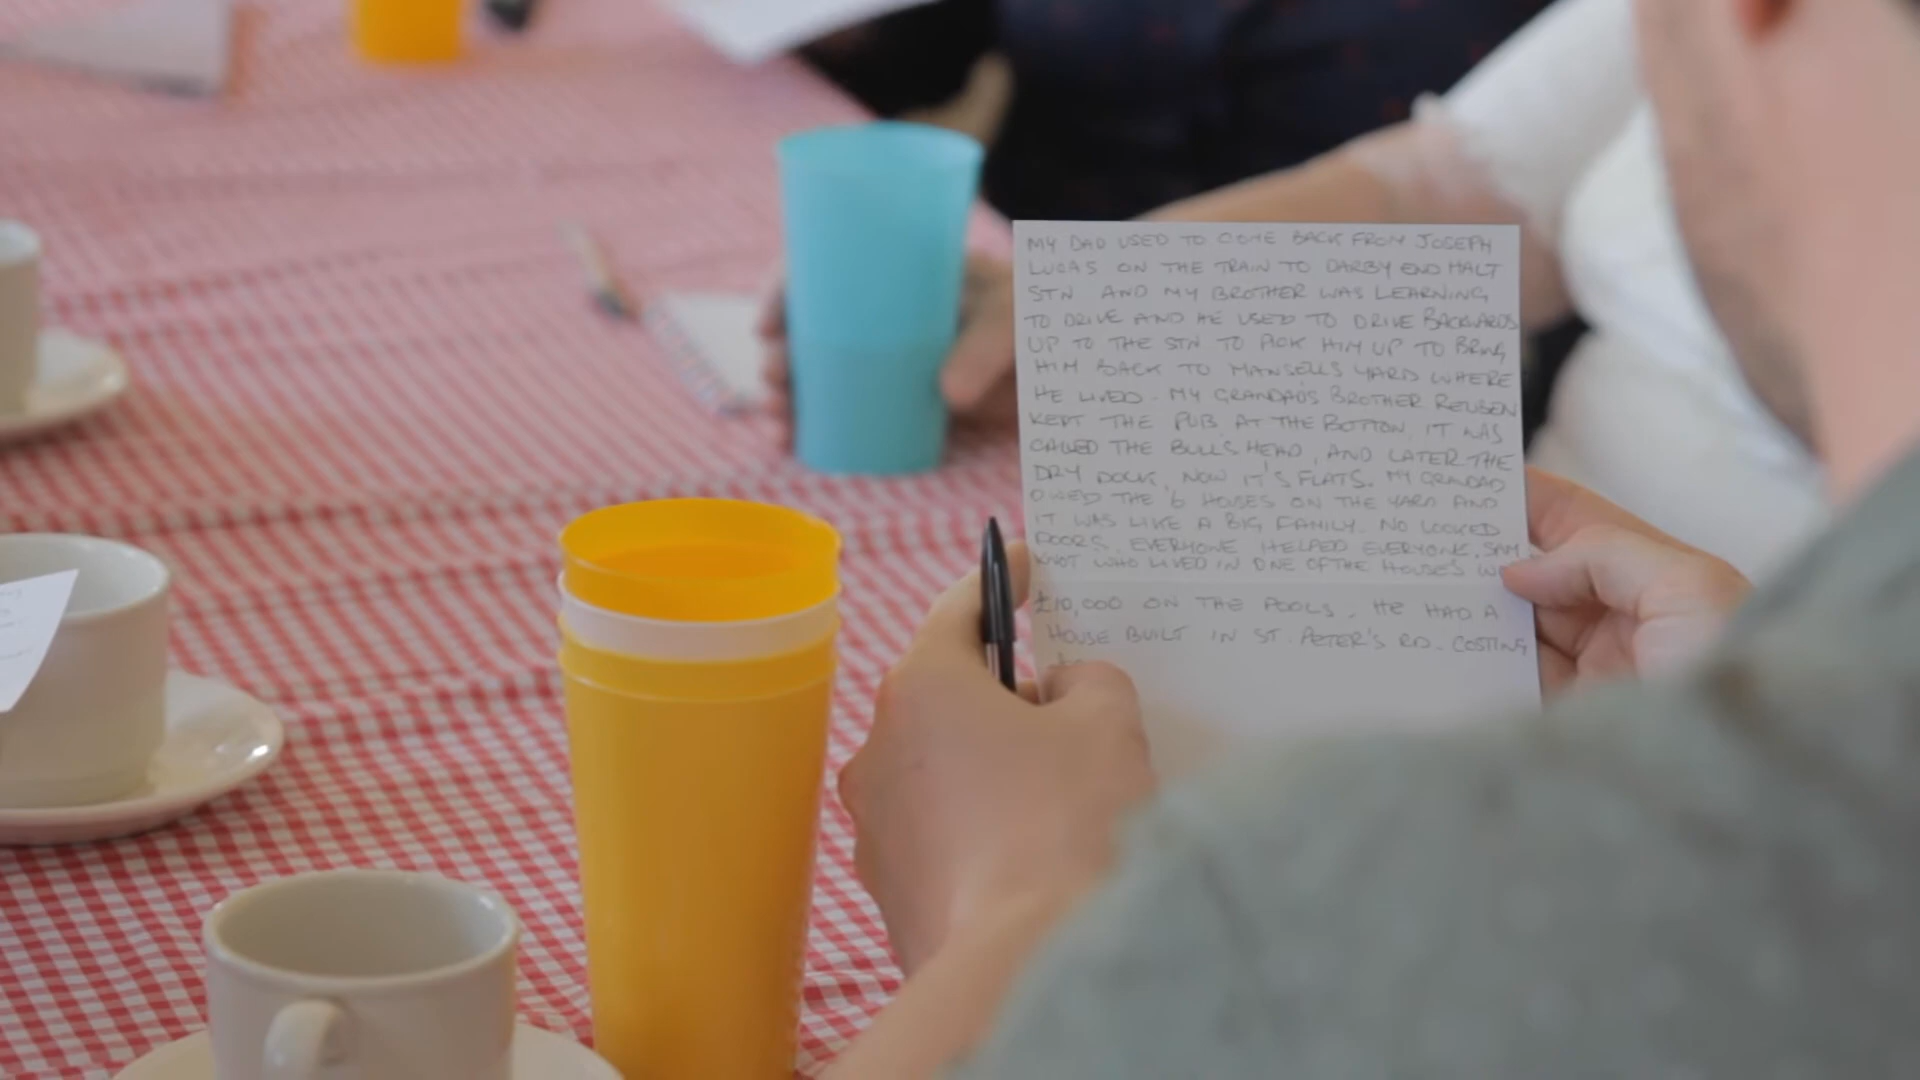 MY DAD USED TO COME BACK FROM JOSEPH
LUCAS ON THE TRAIN TO DARBY END HALT
STN AND MY BROTHER WAS LEARNING
TO DRIVE AND HE USED TO DRIVE BACKWARDS
UP TO THE STN TO PICK HIM UP TO BRING
HIM BACK TO MANSELLS YARD WHERE
HE LIVED. MY GRANDAD'S BROTHER REUBEN
KEPT THE PUB AT THE BOTTOM, IT WAS
CALLED THE BULL'S HEAD, AND LATER THE
DRY DOCK, NOW IT'S FLATS. MY GRANDAD
OWED THE 6 HOUSES ON THE YARD AND
IT WAS LIKE A BIG FAMILY. NO LOCKED
DOORS. EVERYONE HELPED EVERYONE. SAM
KNOT WHO LIVED IN ONE OF THE HOUSE'S
£10,000 ON THE POOLS. HE HAD A
HOUSE BUILT IN ST. PETER'S RD. COSTING